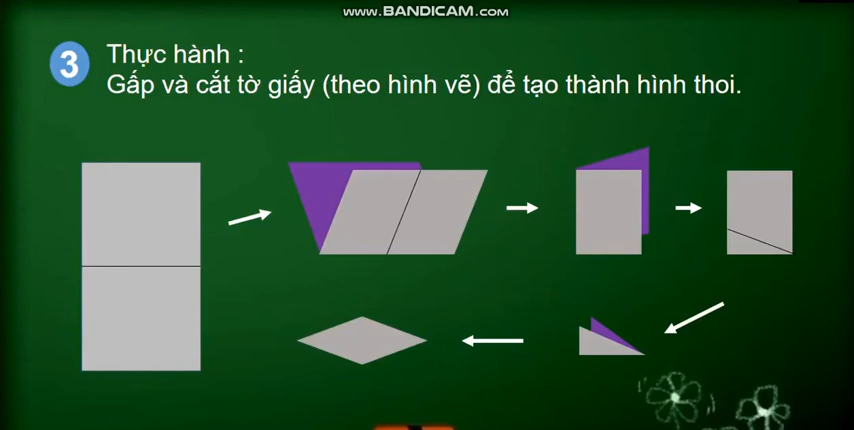 www.BANDICAM.com
3
Thực hành :
Gấp và cắt tờ giấy (theo hình vẽ) để tạo thành hình thoi.